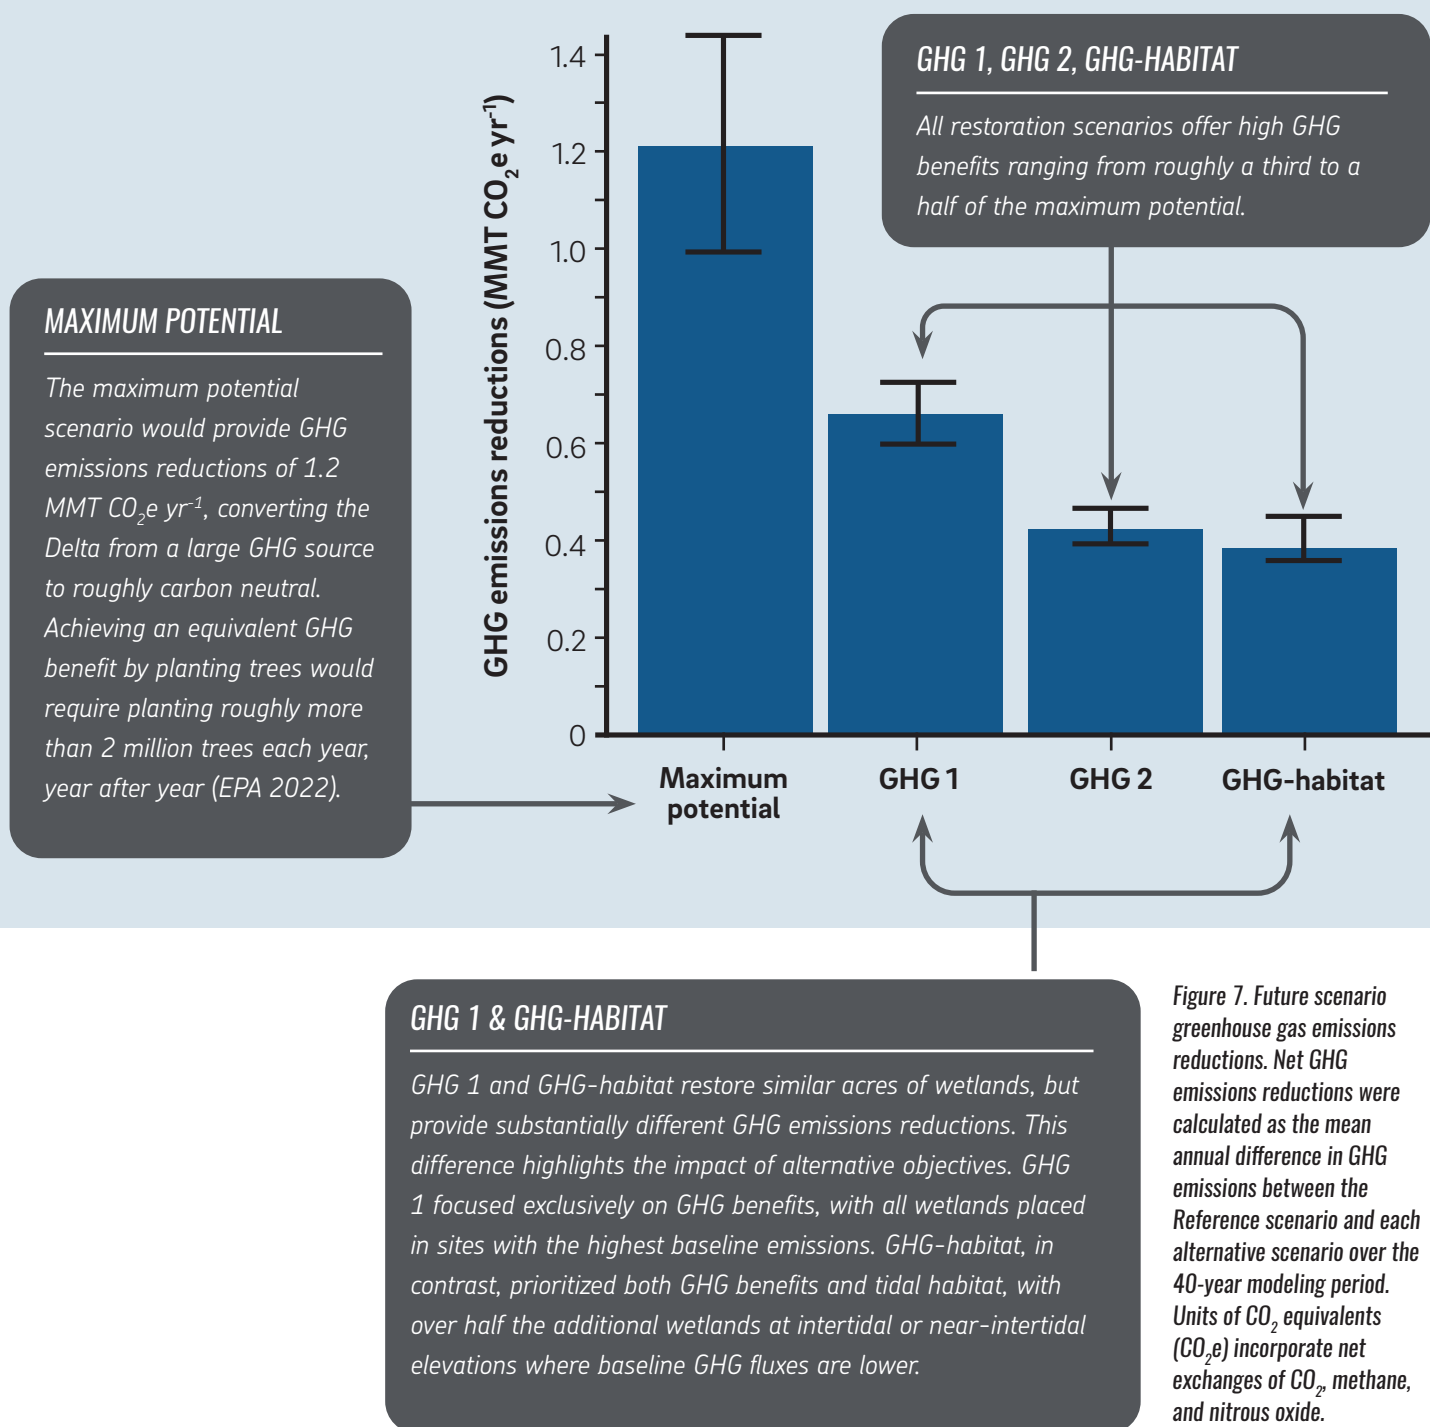 GHG emissions reductions (MMT CO₂e yr⁻¹)
1.4
1.2
1.0
0.8
0.6
0.4
0.2
0
Maximum
potential
GHG 1
GHG 2
GHG-habitat
GHG 1, GHG 2, GHG-HABITAT
All restoration scenarios offer high GHG
benefits ranging from roughly a third to a
half of the maximum potential.
MAXIMUM POTENTIAL
The maximum potential
scenario would provide GHG
emissions reductions of 1.2
MMT CO₂e yr⁻¹, converting the
Delta from a large GHG source
to roughly carbon neutral.
Achieving an equivalent GHG
benefit by planting trees would
require planting roughly more
than 2 million trees each year,
year after year (EPA 2022).
GHG 1 & GHG-HABITAT
GHG 1 and GHG-habitat restore similar acres of wetlands, but
provide substantially different GHG emissions reductions. This
difference highlights the impact of alternative objectives. GHG
1 focused exclusively on GHG benefits, with all wetlands placed
in sites with the highest baseline emissions. GHG-habitat, in
contrast, prioritized both GHG benefits and tidal habitat, with
over half the additional wetlands at intertidal or near-intertidal
elevations where baseline GHG fluxes are lower.
Figure 7. Future scenario
greenhouse gas emissions
reductions. Net GHG
emissions reductions were
calculated as the mean
annual difference in GHG
emissions between the
Reference scenario and each
alternative scenario over the
40-year modeling period.
Units of CO₂ equivalents
(CO₂e) incorporate net
exchanges of CO₂, methane,
and nitrous oxide.